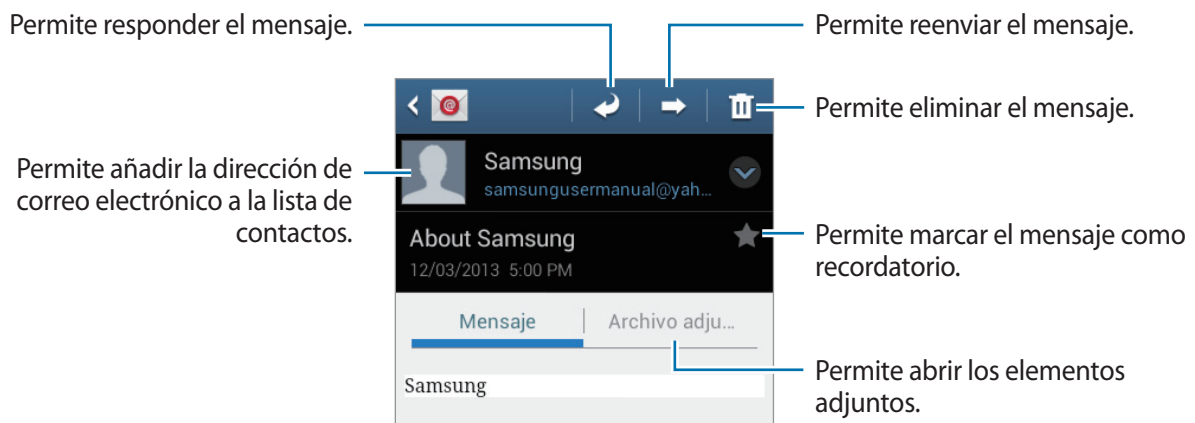 Permite responder el mensaje.
Permite reenviar el mensaje.
Permite eliminar el mensaje.
Permite añadir la dirección de
correo electrónico a la lista de
contactos.
Samsung
samsungusermanual@yah...
About Samsung
12/03/2013 5:00 PM
Permite marcar el mensaje como
recordatorio.
Mensaje
Archivo adju...
Permite abrir los elementos
adjuntos.
Samsung